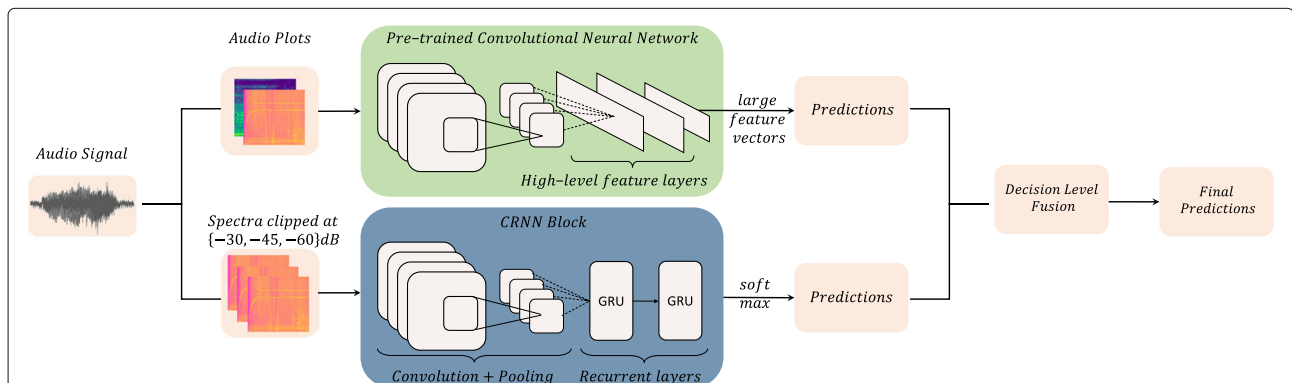 Audio Plots
Pre–trained Convolutional Neural Network
large
feature
vectors
Predictions
High–level feature layers
Audio Signal
Decision Level
Fusion
Final
Predictions
Spectra clipped at
{−30, −45, −60}dB
CRNN Block
GRU
GRU
soft
max
Predictions
Convolution + Pooling
Recurrent layers